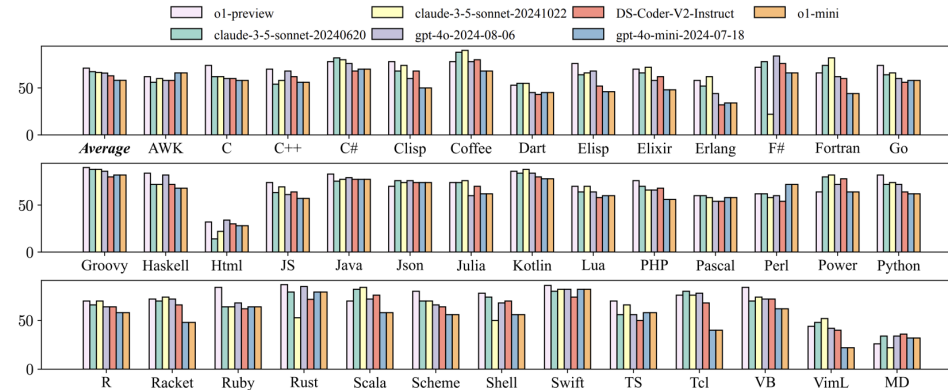 o1-preview claude-3-5-sonnet-20241022 DS-Coder-V2-Instruct o1-mini
claude-3-5-sonnet-20240620 gpt-4o-2024-08-06 gpt-4o-mini-2024-07-18
50
0
Average AWK C C++ C# Clisp Coffee Dart Elisp Elixir Erlang F# Fortran Go
50
0
Groovy Haskell Html JS Java Json Julia Kotlin Lua PHP Pascal Perl Power Python
50
0
R Racket Ruby Rust Scala Scheme Shell Swift TS Tcl VB VimL MD